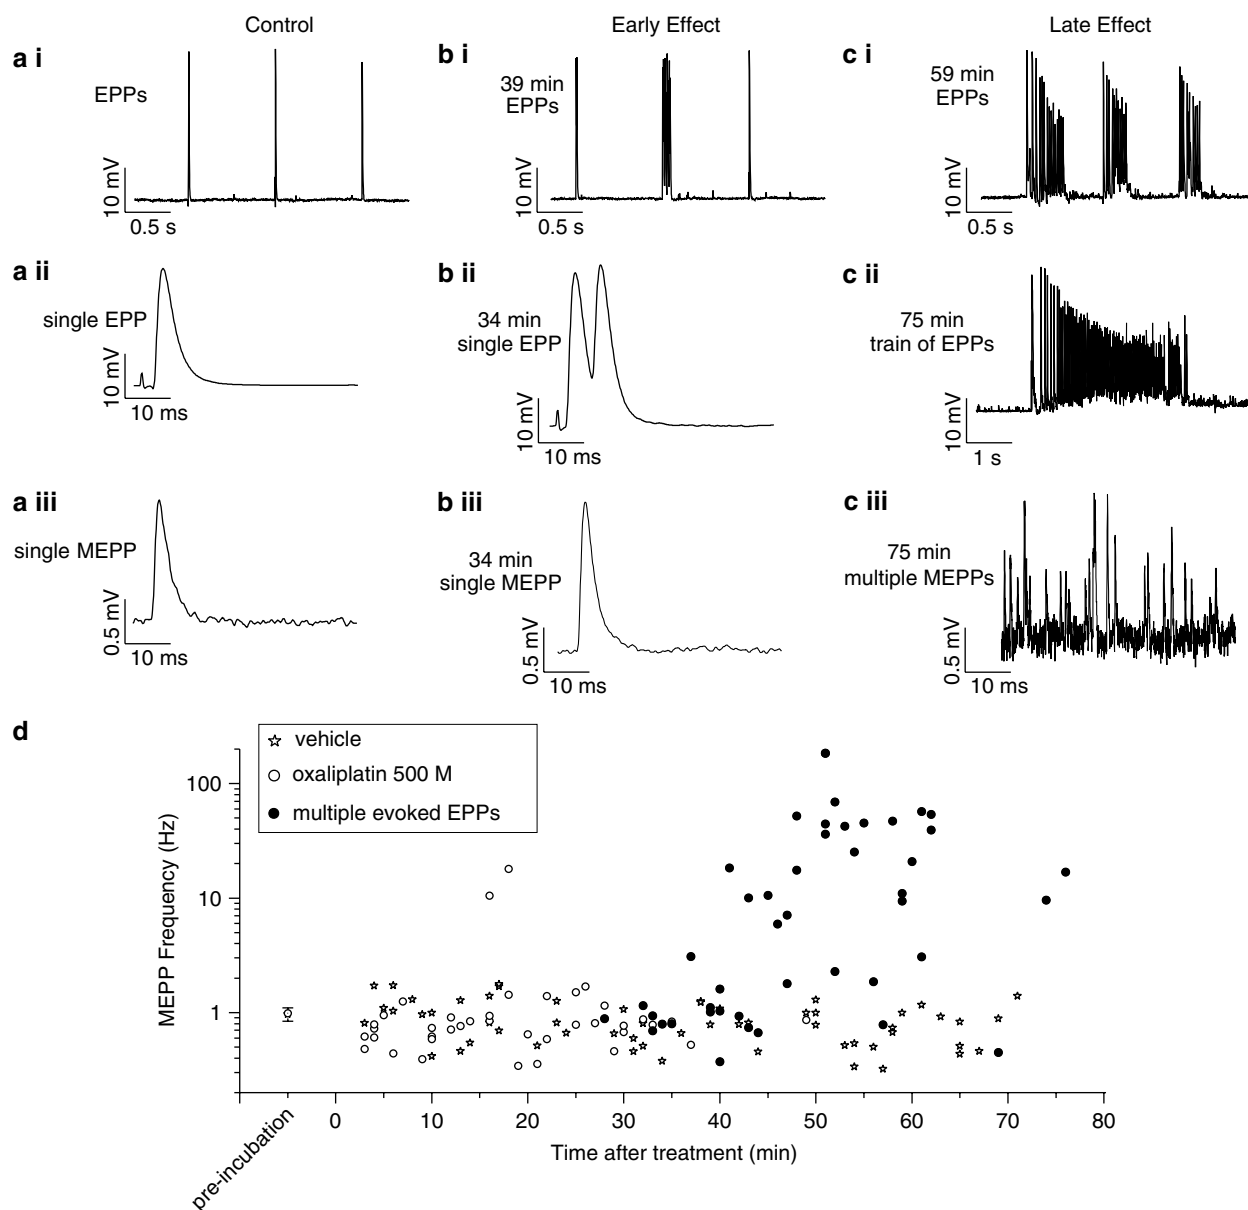 Control
Early Effect
Late Effect
a i
EPPs
10 mV
0.5 s
b i
39 min
EPPs
10 mV
0.5 s
c i
59 min
EPPs
10 mV
0.5 s
a ii
single EPP
10 mV
10 ms
b ii
34 min
single EPP
10 mV
10 ms
c ii
75 min
train of EPPs
10 mV
1 s
a iii
single MEPP
0.5 mV
10 ms
b iii
34 min
single MEPP
0.5 mV
10 ms
c iii
75 min
multiple MEPPs
0.5 mV
10 ms
d
vehicle
oxaliplatin 500 M
multiple evoked EPPs
MEPP Frequency (Hz)
100
10
1
pre-incubation
0
10
20
30
40
50
60
70
80
Time after treatment (min)